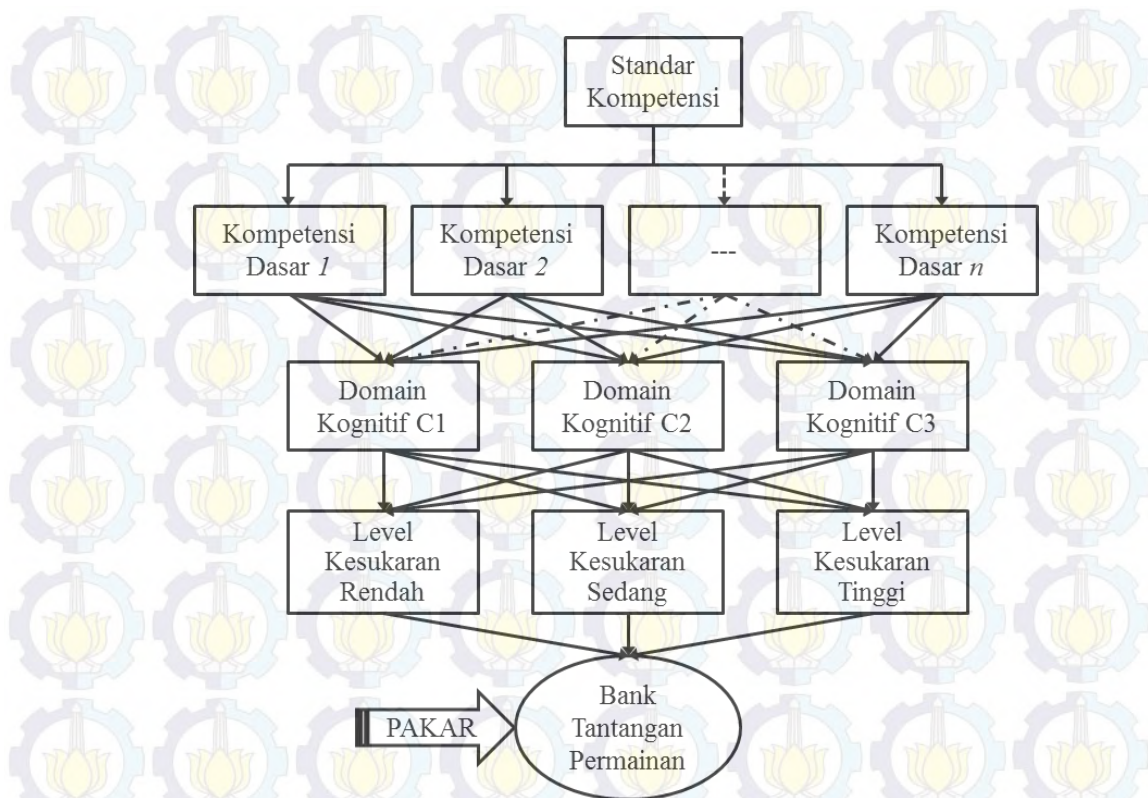 Standar
Kompetensi
Kompetensi
Dasar 1
Kompetensi
Dasar 2
---
Kompetensi
Dasar n
Domain
Kognitif C1
Domain
Kognitif C2
Domain
Kognitif C3
Level
Kesukaran
Rendah
Level
Kesukaran
Sedang
Level
Kesukaran
Tinggi
PAKAR
Bank
Tantangan
Permainan